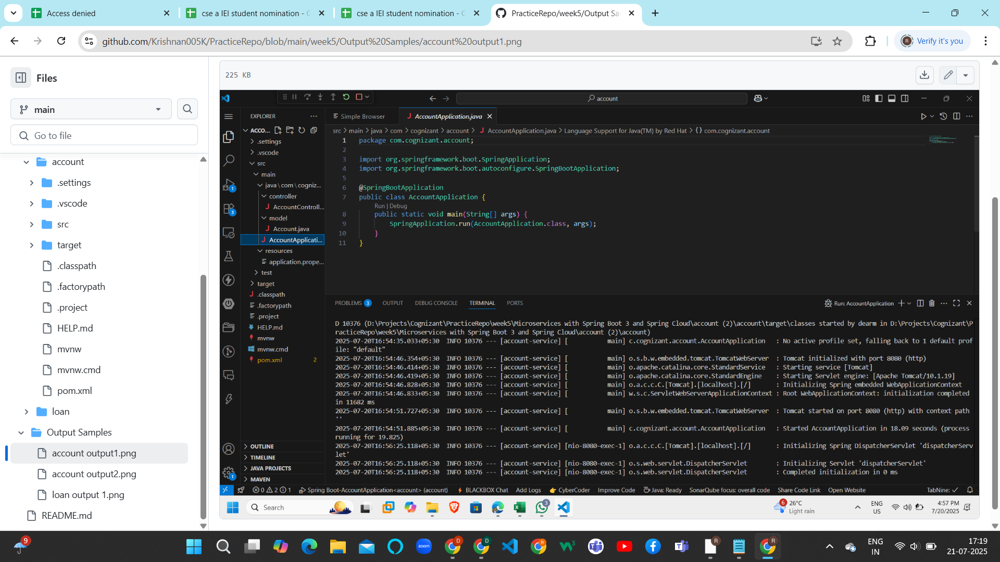 Access denied
cse a IEI student nomination - G
cse a IEI student nomination - G
PracticeRepo/week5/Output Sa
github.com/Krishnan005K/PracticeRepo/blob/main/week5/Output%20Samples/account%20output1.png
R
Verify it's you
Files
main
Go to file
account
.settings
.vscode
src
target
.classpath
.factorypath
.project
HELP.md
mvnw
mvnw.cmd
pom.xml
loan
Output Samples
account output1.png
account output2.png
loan output 1.png
README.md
225 KB
account
EXPLORER
ACCO...
.settings
.vscode
src
main
java\com\cogniz...
controller
J AccountControll...
model
J Account.java
J AccountApplicati...
resources
application.prope...
test
target
J .classpath
.factorypath
.project
HELP.md
mvnw
mvnw.cmd
pom.xml 2
OUTLINE
TIMELINE
JAVA PROJECTS
MAVEN
1
3
1
Simple Browser
J AccountApplication.java
src > main > java > com > cognizant > account > J AccountApplication.java > Language Support for Java(TM) by Red Hat > {} com.cognizant.account
1 package com.cognizant.account;
2
3 import org.springframework.boot.SpringApplication;
4 import org.springframework.boot.autoconfigure.SpringBootApplication;
5
6 @SpringBootApplication
7 public class AccountApplication {
Run | Debug
8 public static void main(String[] args) {
9 SpringApplication.run(AccountApplication.class, args);
10 }
11 }
PROBLEMS 3 OUTPUT DEBUG CONSOLE TERMINAL PORTS
Run: AccountApplication
D 10376 (D:\Projects\Cognizant\PracticeRepo\week5\Microservices with Spring Boot 3 and Spring Cloud\account (2)\account\target\classes started by dearm in D:\Projects\Cognizant\P
racticeRepo\week5\Microservices with Spring Boot 3 and Spring Cloud\account (2)\account)
2025-07-20T16:54:35.033+05:30 INFO 10376 --- [account-service] [ main] c.cognizant.account.AccountApplication : No active profile set, falling back to 1 default prof
ile: "default"
2025-07-20T16:54:46.354+05:30 INFO 10376 --- [account-service] [ main] o.s.b.w.embedded.tomcat.TomcatWebServer : Tomcat initialized with port 8080 (http)
2025-07-20T16:54:46.414+05:30 INFO 10376 --- [account-service] [ main] o.apache.catalina.core.StandardService : Starting service [Tomcat]
2025-07-20T16:54:46.419+05:30 INFO 10376 --- [account-service] [ main] o.apache.catalina.core.StandardEngine : Starting Servlet engine: [Apache Tomcat/10.1.19]
2025-07-20T16:54:46.828+05:30 INFO 10376 --- [account-service] [ main] o.a.c.c.C.[Tomcat].[localhost].[/] : Initializing Spring embedded WebApplicationContext
2025-07-20T16:54:46.833+05:30 INFO 10376 --- [account-service] [ main] w.s.c.ServletWebServerApplicationContext : Root WebApplicationContext: initialization completed
in 11682 ms
2025-07-20T16:54:51.727+05:30 INFO 10376 --- [account-service] [ main] o.s.b.w.embedded.tomcat.TomcatWebServer : Tomcat started on port 8080 (http) with context path
''
2025-07-20T16:54:51.885+05:30 INFO 10376 --- [account-service] [ main] c.cognizant.account.AccountApplication : Started AccountApplication in 18.09 seconds (process
running for 19.825)
2025-07-20T16:56:25.118+05:30 INFO 10376 --- [account-service] [nio-8080-exec-1] o.a.c.c.C.[Tomcat].[localhost].[/] : Initializing Spring DispatcherServlet 'dispatcherServ
let'
2025-07-20T16:56:25.118+05:30 INFO 10376 --- [account-service] [nio-8080-exec-1] o.s.web.servlet.DispatcherServlet : Initializing Servlet 'dispatcherServlet'
2025-07-20T16:56:25.118+05:30 INFO 10376 --- [account-service] [nio-8080-exec-1] o.s.web.servlet.DispatcherServlet : Completed initialization in 0 ms
0 2 1 Spring Boot-AccountApplication<account> (account) BLACKBOX Chat Add Logs CyberCoder Improve Code Java: Ready SonarQube focus: overall code Share Code Link Open Website TabNine:
Search
3
6
26°C
Light rain
ENG
US
4:57 PM
7/20/2025
9
zoom
D
D
R
R
R
ENG
IN
17:19
21-07-2025